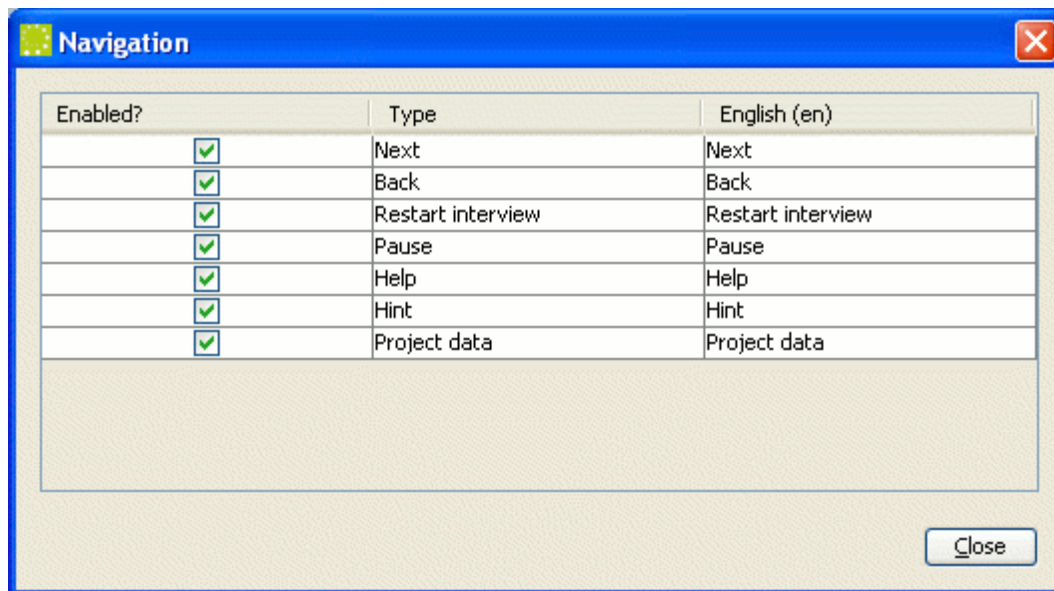 Navigation
Enabled? Type English (en)
Next Next
Back Back
Restart interview Restart interview
Pause Pause
Help Help
Hint Hint
Project data Project data
Close